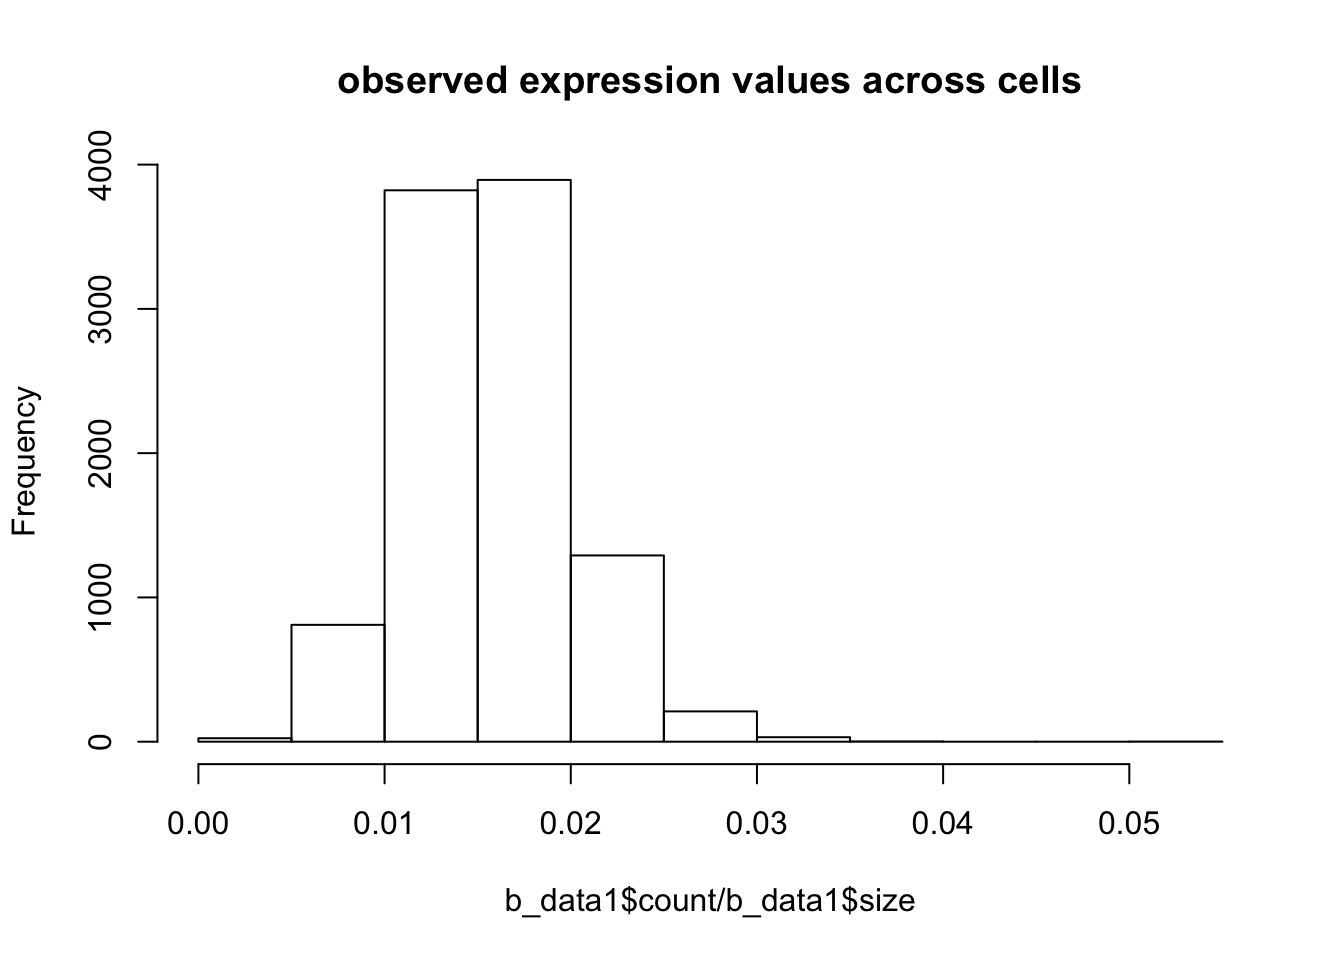 observed expression values across cells
Frequency
4000
3000
2000
1000
0
0.00 0.01 0.02 0.03 0.04 0.05
b_data1$count/b_data1$size